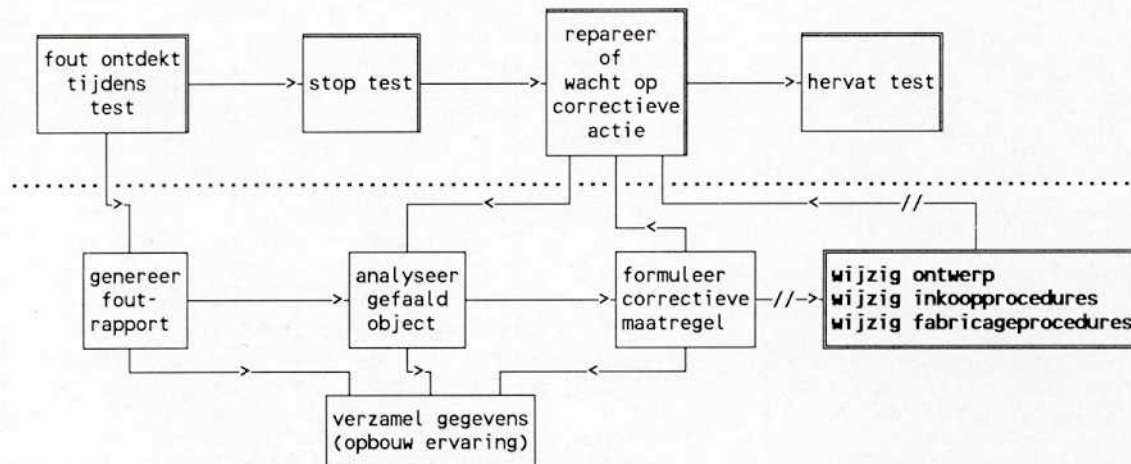 fout ontdekt
tijdens
test
stop test
repareer
of
wacht op
correctieve
actie
hervat test
genereer
fout-
rapport
analyseer
gefaald
object
formuleer
correctieve
maatregel
wijzig ontwerp
wijzig inkoopprocedures
wijzig fabricageprocedures
verzamel gegevens
(opbouw ervaring)